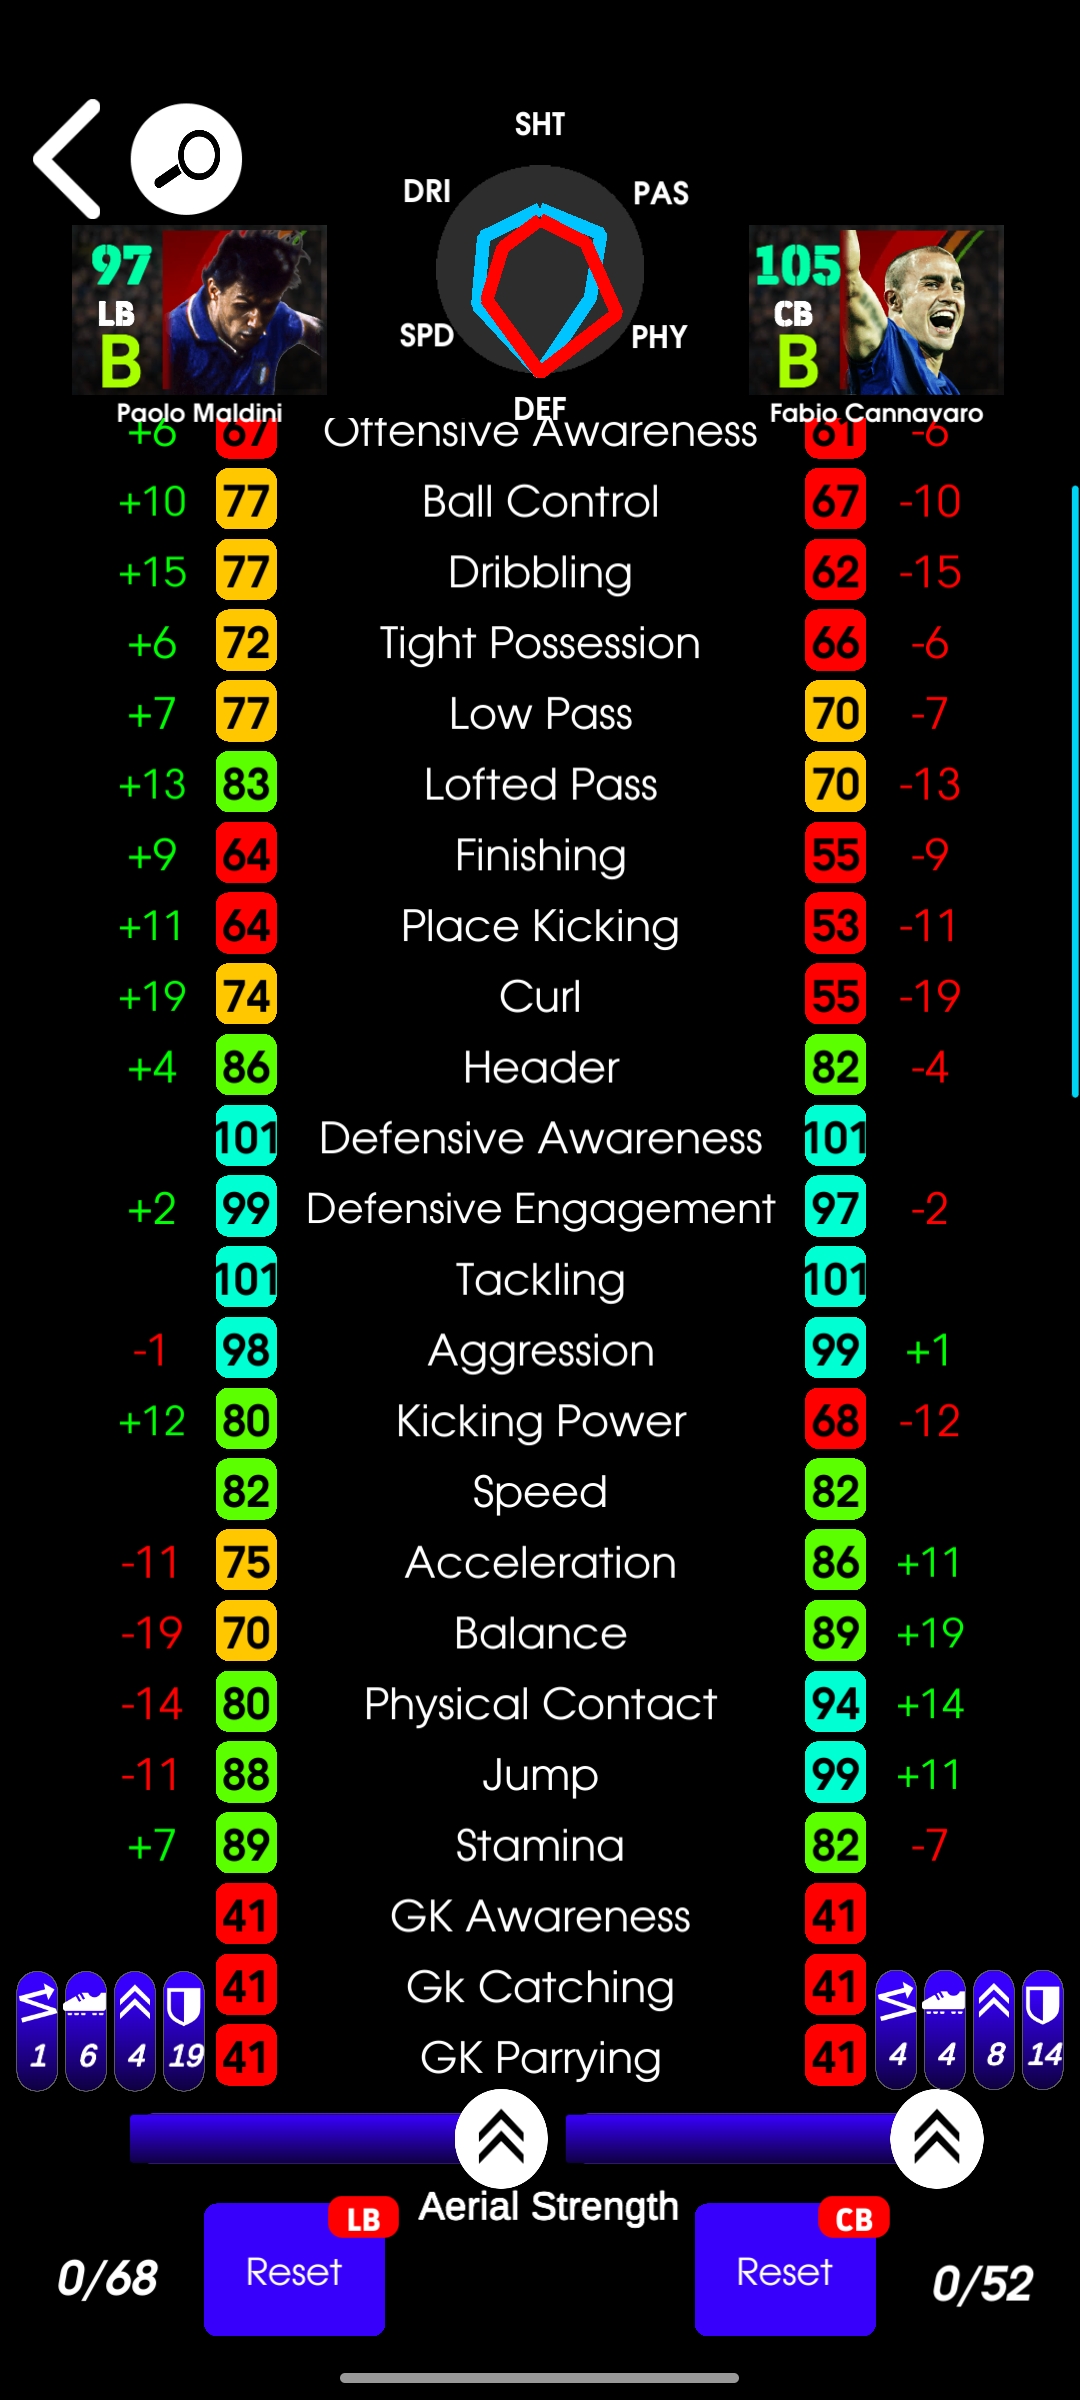 SHT
DRI
PAS
97
LB
B
105
CB
B
SPD
PHY
DEF
Paolo Maldini
Fabio Cannavaro
+6 67 Offensive Awareness 61 -6
+10 77 Ball Control 67 -10
+15 77 Dribbling 62 -15
+6 72 Tight Possession 66 -6
+7 77 Low Pass 70 -7
+13 83 Lofted Pass 70 -13
+9 64 Finishing 55 -9
+11 64 Place Kicking 53 -11
+19 74 Curl 55 -19
+4 86 Header 82 -4
101 Defensive Awareness 101
+2 99 Defensive Engagement 97 -2
101 Tackling 101
-1 98 Aggression 99 +1
+12 80 Kicking Power 68 -12
82 Speed 82
-11 75 Acceleration 86 +11
-19 70 Balance 89 +19
-14 80 Physical Contact 94 +14
-11 88 Jump 99 +11
+7 89 Stamina 82 -7
41 GK Awareness 41
41 Gk Catching 41
41 GK Parrying 41
1 6 4 19
4 4 8 14
Aerial Strength
LB
CB
0/68 Reset Reset 0/52